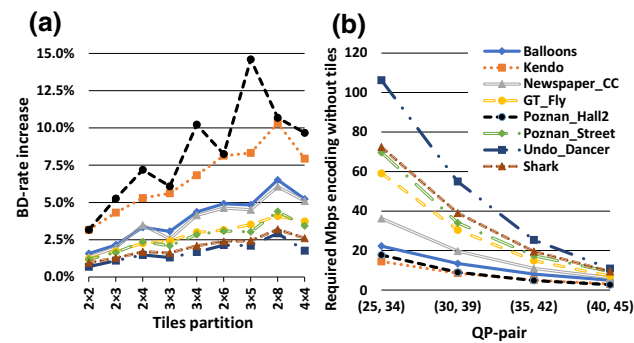 (a)
(b)
BD-rate increase
15.0%
12.5%
10.0%
7.5%
5.0%
2.5%
0.0%
2×2
2×3
2×4
3×3
3×4
2×6
3×5
2×8
4×4
Tiles partition
Required Mbps encoding without tiles
120
100
80
60
40
20
0
(25, 34)
(30, 39)
(35, 42)
(40, 45)
QP-pair
Balloons
Kendo
Newspaper_CC
GT_Fly
Poznan_Hall2
Poznan_Street
Undo_Dancer
Shark